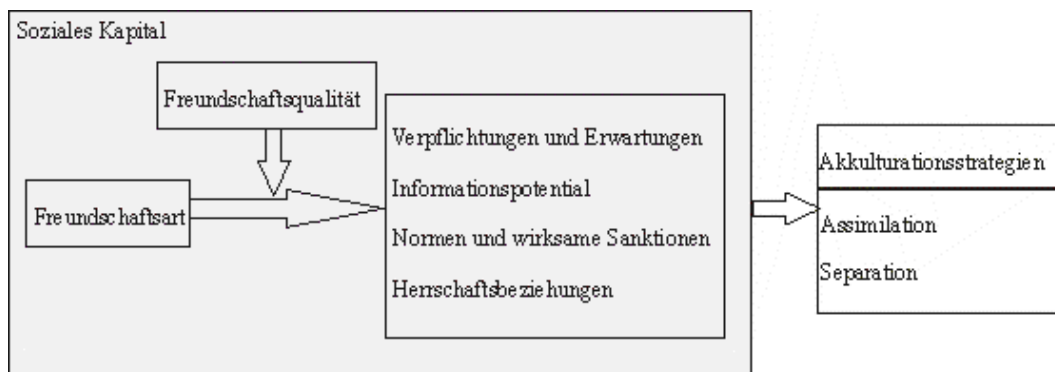 Soziales Kapital
Freundschaftsqualität
Freundschaftsart
Verpflichtungen und Erwartungen
Informationspotential
Normen und wirksame Sanktionen
Herrschaftsbeziehungen
Akkulturationsstrategien
Assimilation
Separation